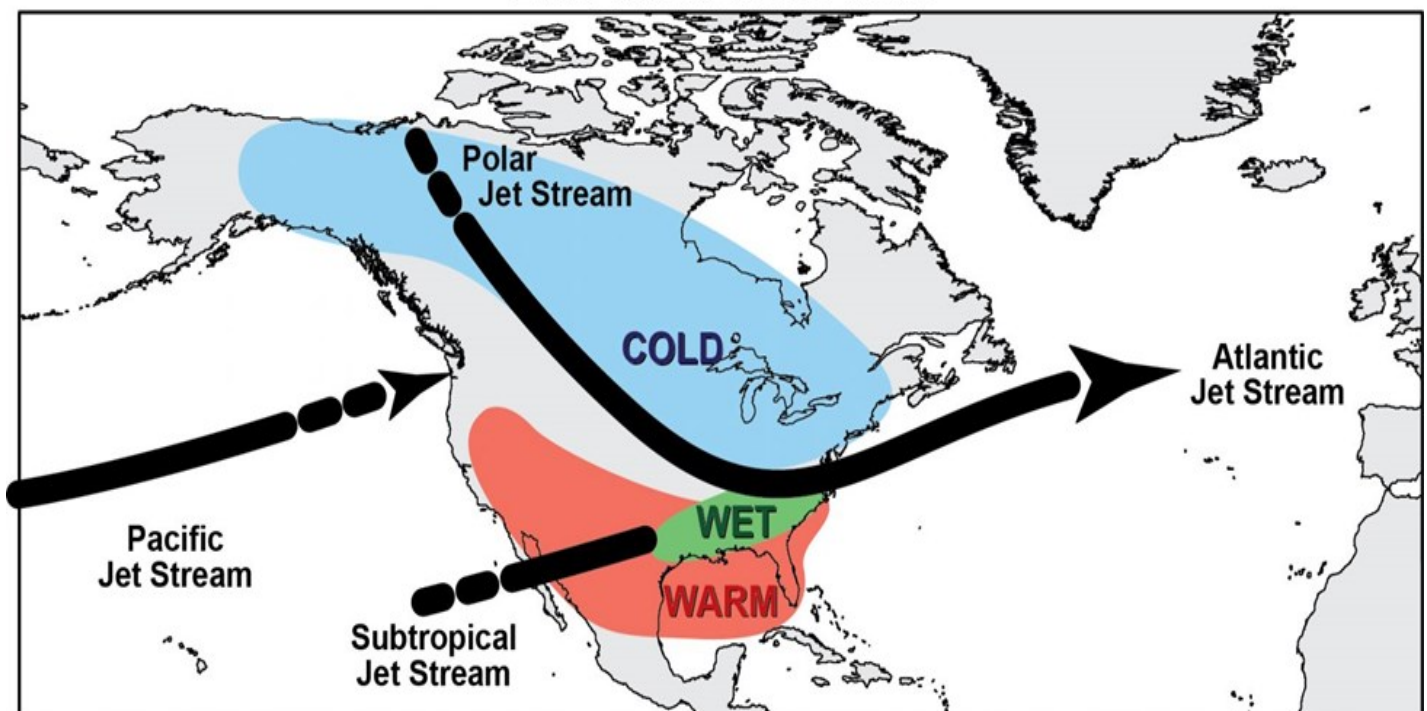 Polar
Jet Stream
COLD
Atlantic
Jet Stream
WET
Pacific
Jet Stream
WARM
Subtropical
Jet Stream